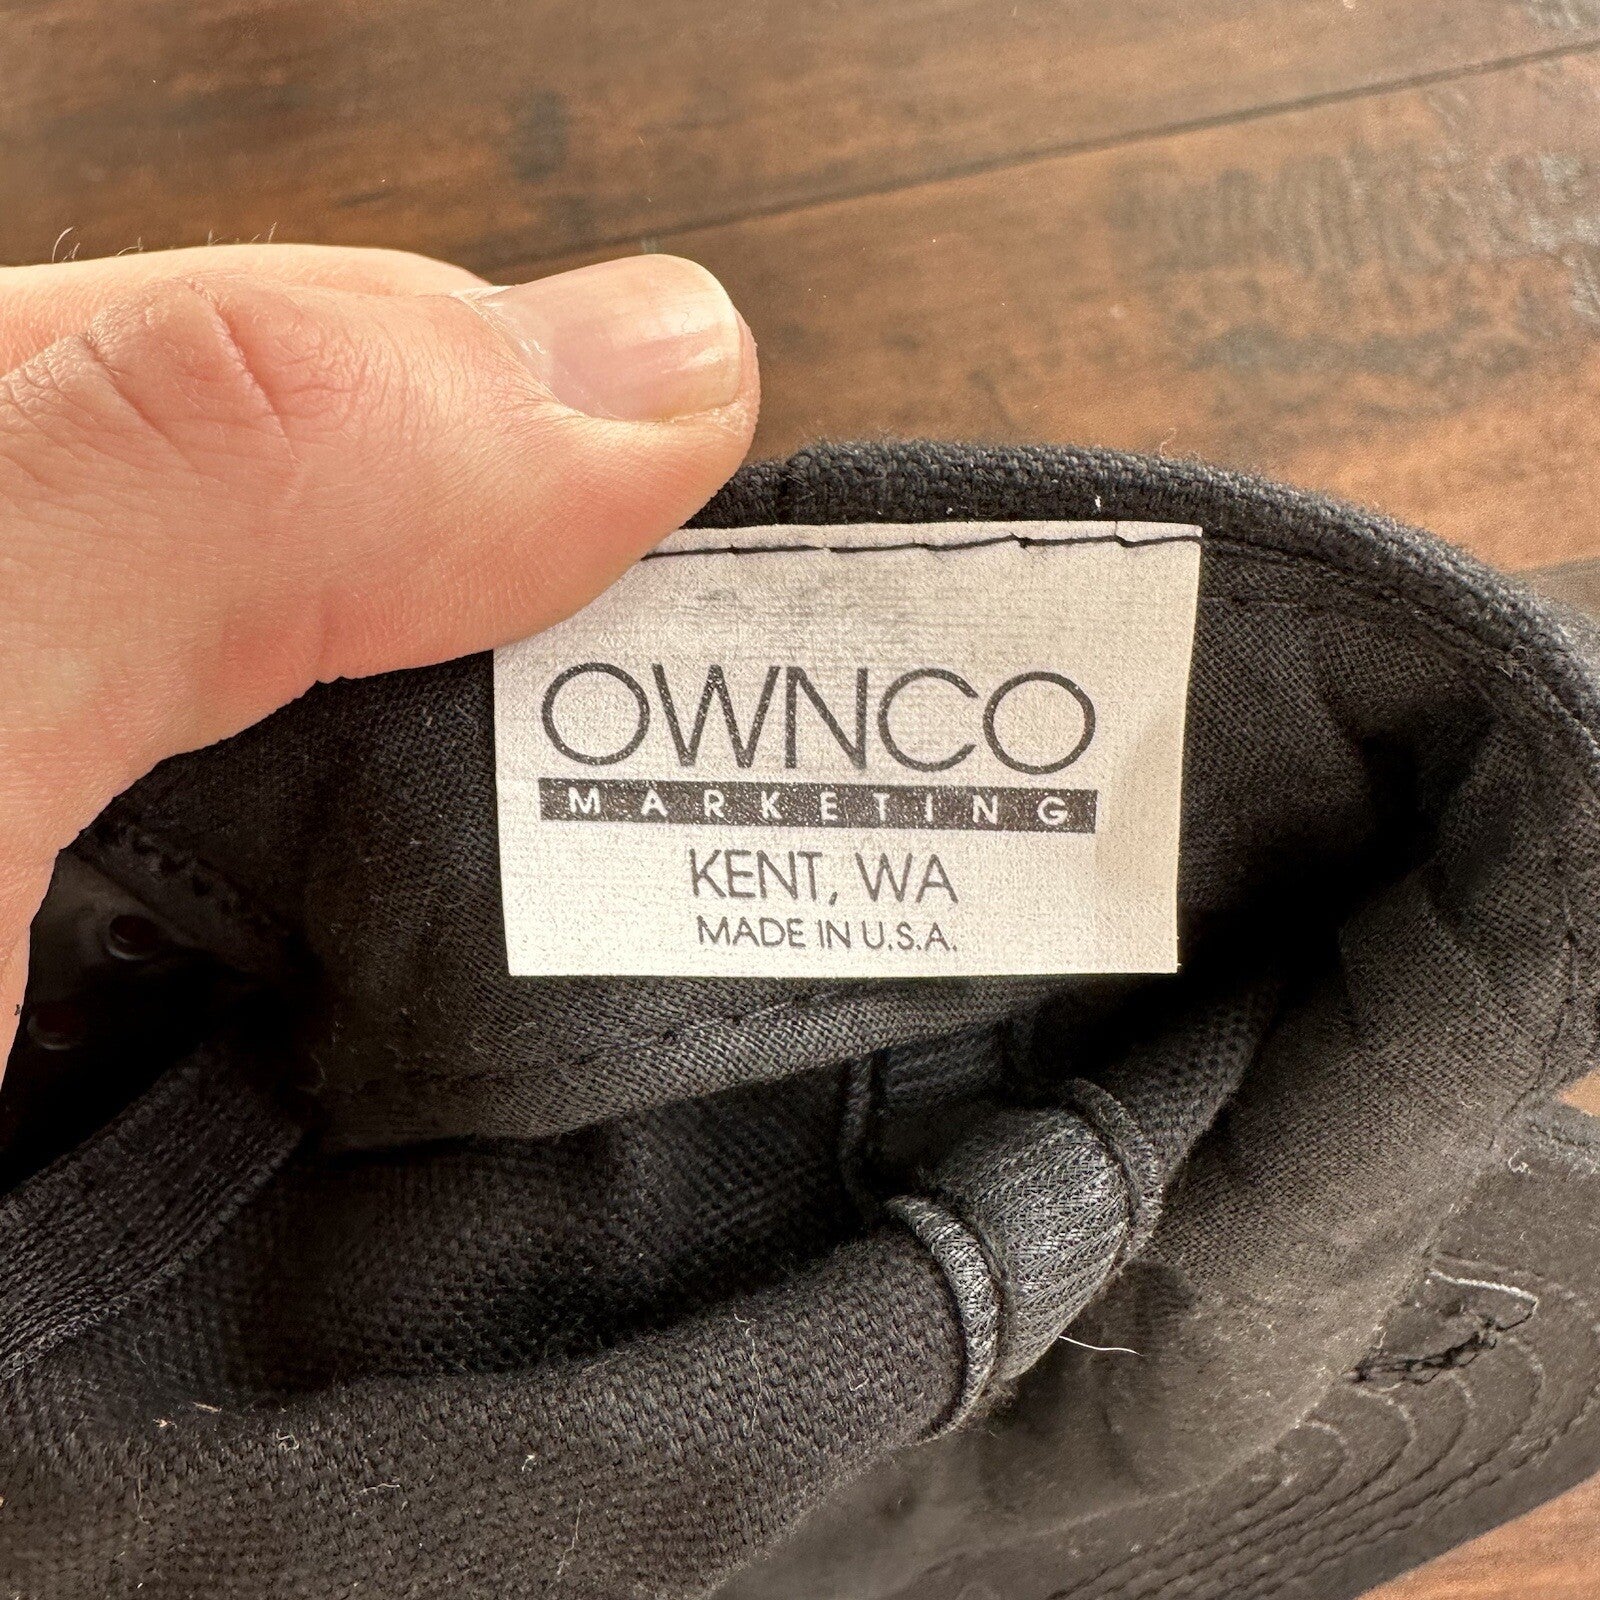 OWNCO
MARKETING
KENT, WA
MADE IN U.S.A.